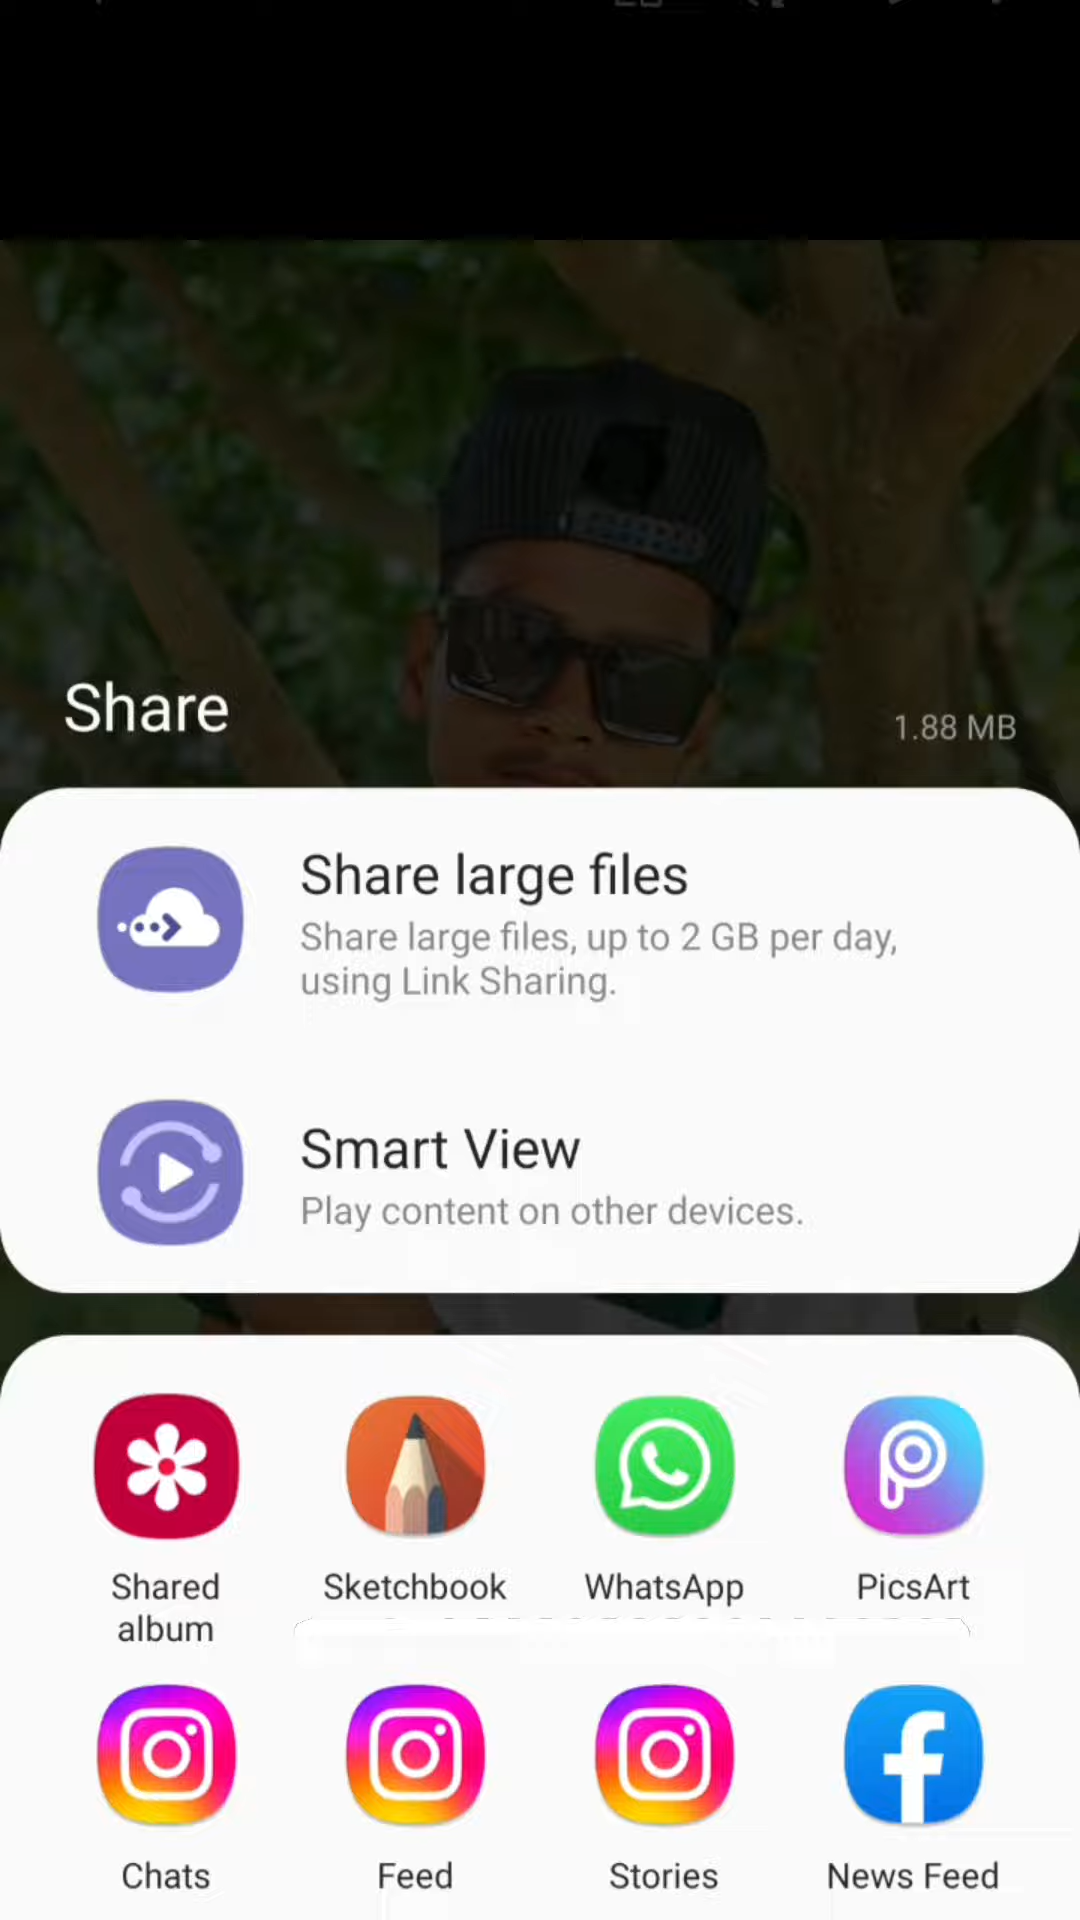 Share
1.88 MB
Share large files
Share large files, up to 2 GB per day,
using Link Sharing.
Smart View
Play content on other devices.
Shared
album
Sketchbook
WhatsApp
PicsArt
Chats
Feed
Stories
News Feed